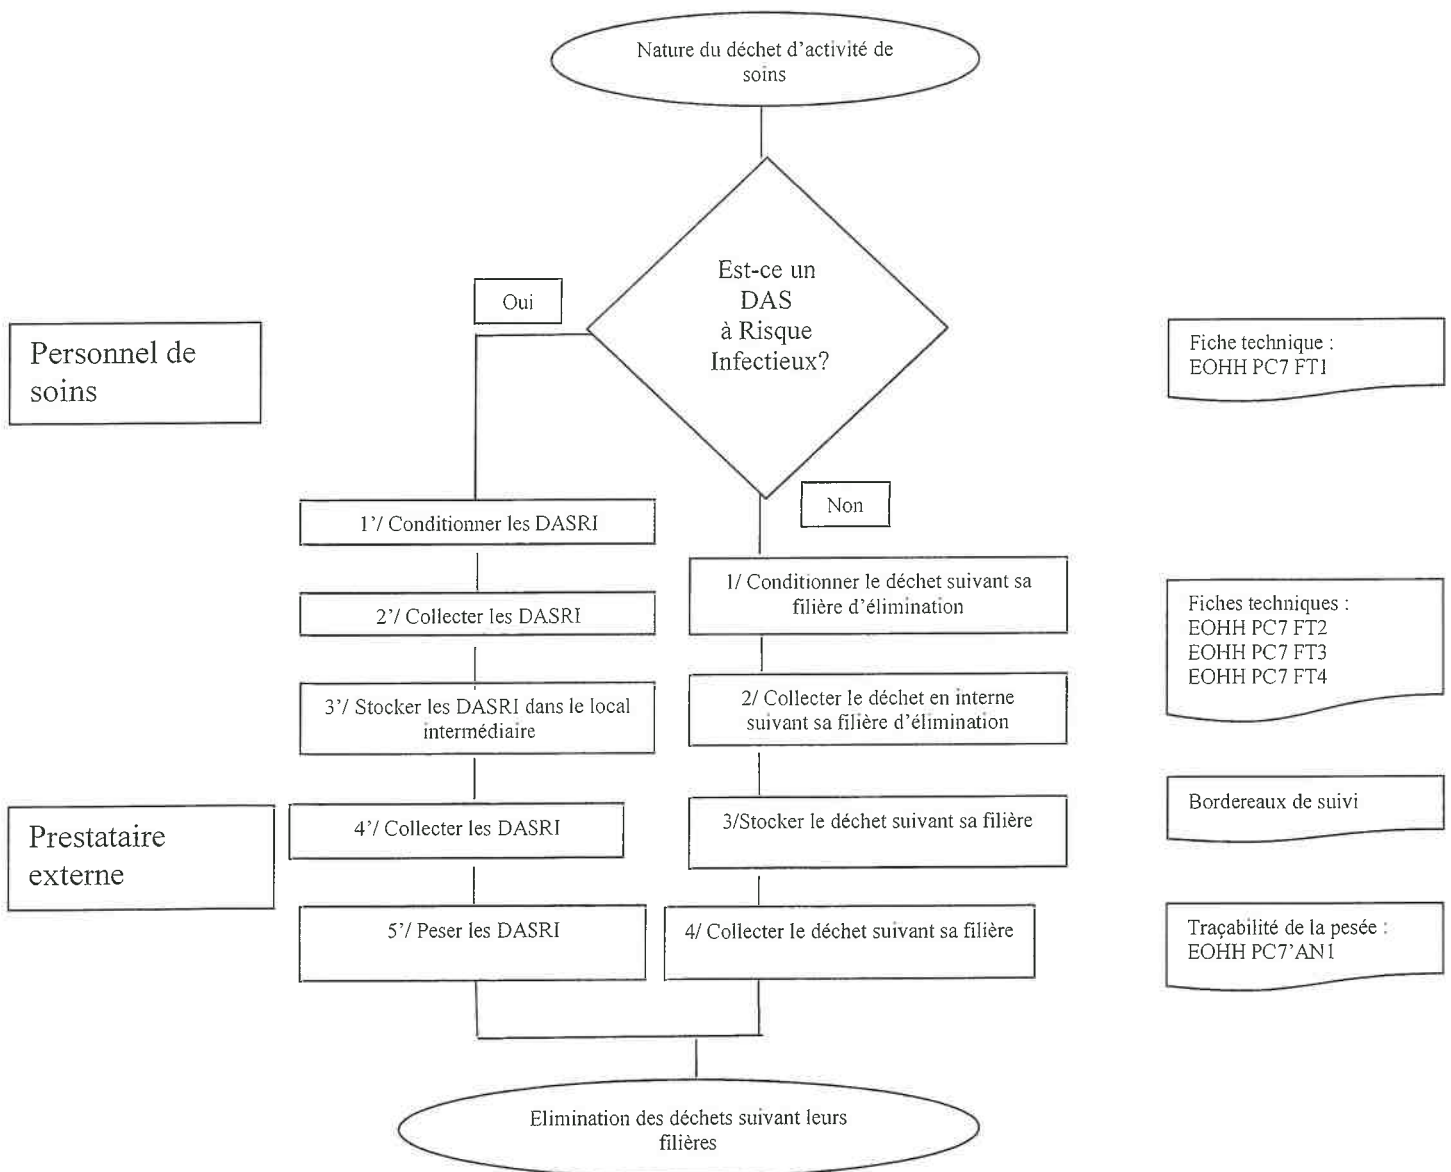 Nature du déchet d'activité de
soins
Est-ce un
DAS
à Risque
Infectieux?
Oui
Personnel de
soins
Fiche technique :
EOHH PC7 FT1
Non
1'/ Conditionner les DASRI
1/ Conditionner le déchet suivant sa
filière d'élimination
2'/ Collecter les DASRI
Fiches techniques :
EOHH PC7 FT2
EOHH PC7 FT3
EOHH PC7 FT4
3'/ Stocker les DASRI dans le local
intermédiaire
2/ Collecter le déchet en interne
suivant sa filière d'élimination
Bordereaux de suivi
Prestataire
externe
4'/ Collecter les DASRI
3/Stocker le déchet suivant sa filière
5'/ Peser les DASRI
4/ Collecter le déchet suivant sa filière
Traçabilité de la pesée :
EOHH PC7'AN1
Elimination des déchets suivant leurs
filières